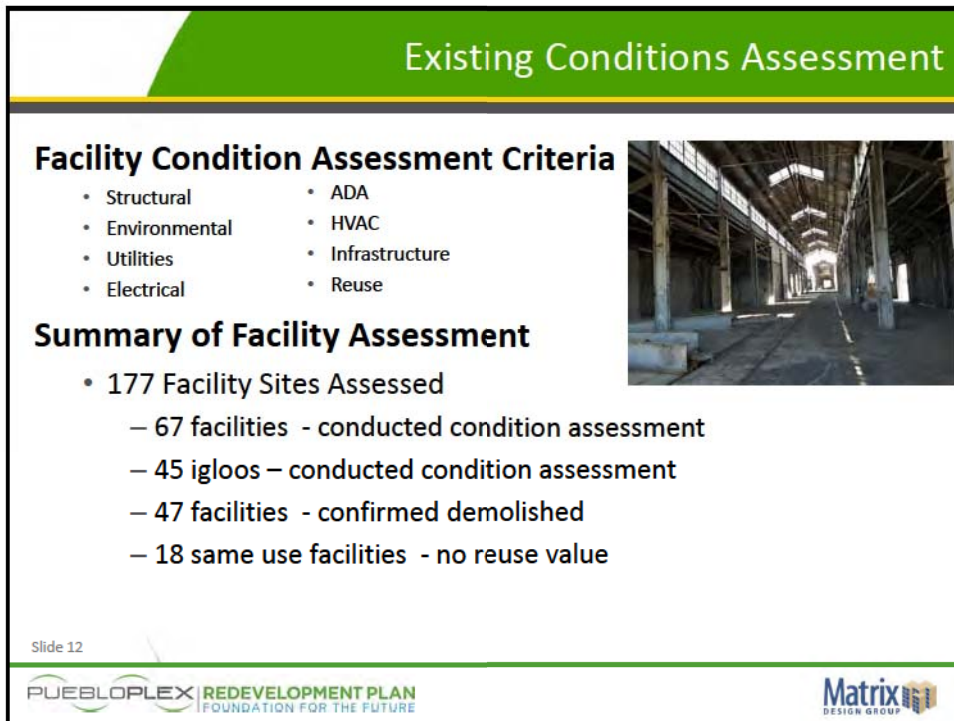 Existing Conditions Assessment
Facility Condition Assessment Criteria
• Structural
• Environmental
• Utilities
• Electrical
• ADA
• HVAC
• Infrastructure
• Reuse
Summary of Facility Assessment
• 177 Facility Sites Assessed
– 67 facilities - conducted condition assessment
– 45 igloos – conducted condition assessment
– 47 facilities - confirmed demolished
– 18 same use facilities - no reuse value
Slide 12
PUEBLOPLEX | REDEVELOPMENT PLAN
FOUNDATION FOR THE FUTURE
Matrix
DESIGN GROUP